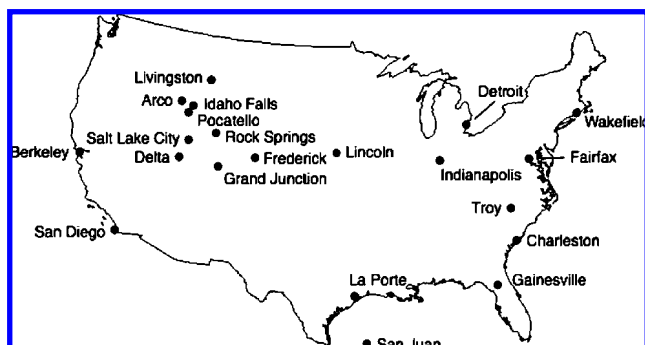 Livingston
Detroit
Arco
Idaho Falls
Pocatello
Wakefield
Salt Lake City
Rock Springs
Berkeley
Delta
Frederick
Lincoln
Fairfax
Grand Junction
Indianapolis
Troy
San Diego
Charleston
La Porte
Gainesville
San Juan